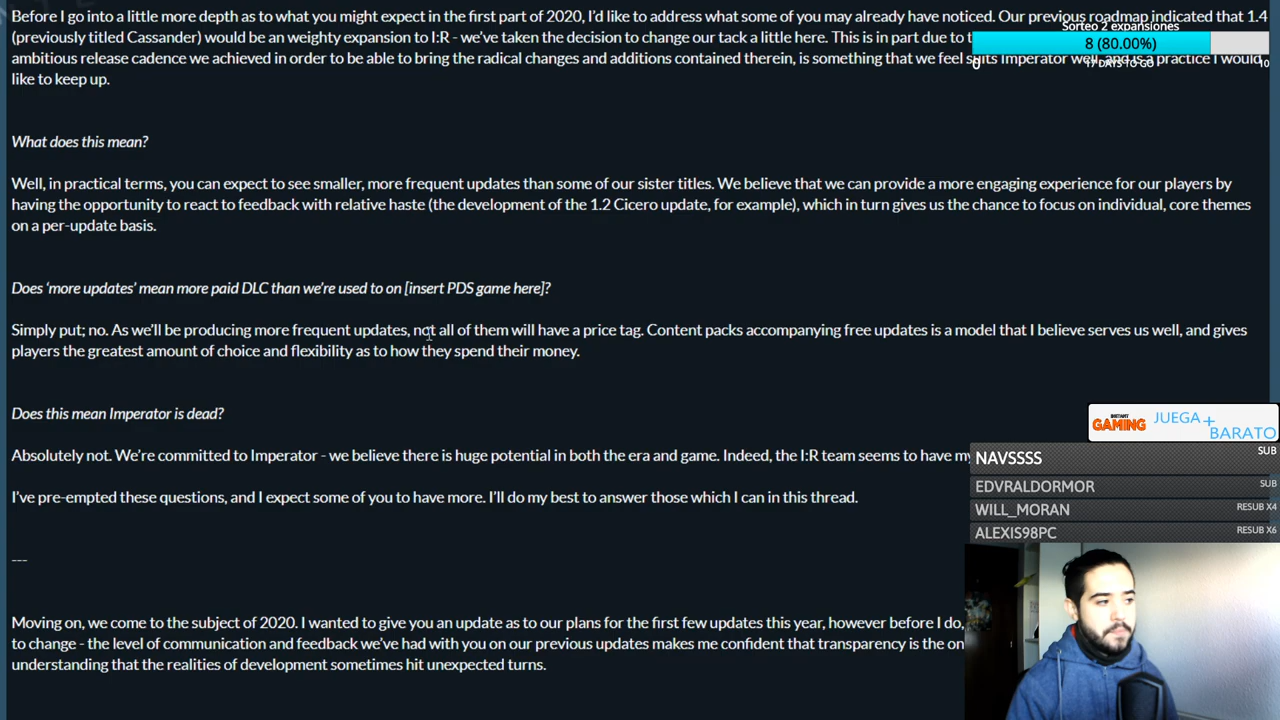 Before I go into a little more depth as to what you might expect in the first part of 2020, I'd like to address what some of you may already have noticed. Our previous roadmap indicated that 1.4
(previously titled Cassander) would be an weighty expansion to I:R - we've taken the decision to change our tack a little here. This is in part due to
ambitious release cadence we achieved in order to be able to bring the radical changes and additions contained therein, is something that we feel suits Imperator well, and is a practice I would
like to keep up.
Sorteo 2 expansiones
8 (80.00%)
0
17 DAYS TO GO
10
What does this mean?
Well, in practical terms, you can expect to see smaller, more frequent updates than some of our sister titles. We believe that we can provide a more engaging experience for our players by
having the opportunity to react to feedback with relative haste (the development of the 1.2 Cicero update, for example), which in turn gives us the chance to focus on individual, core themes
on a per-update basis.
Does 'more updates' mean more paid DLC than we're used to on [insert PDS game here]?
Simply put; no. As we'll be producing more frequent updates, not all of them will have a price tag. Content packs accompanying free updates is a model that I believe serves us well, and gives
players the greatest amount of choice and flexibility as to how they spend their money.
Does this mean Imperator is dead?
Absolutely not. We're committed to Imperator - we believe there is huge potential in both the era and game. Indeed, the I:R team seems to have
I've pre-empted these questions, and I expect some of you to have more. I'll do my best to answer those which I can in this thread.
---
Moving on, we come to the subject of 2020. I wanted to give you an update as to our plans for the first few updates this year, however before I do,
to change - the level of communication and feedback we've had with you on our previous updates makes me confident that transparency is the
understanding that the realities of development sometimes hit unexpected turns.
INSTANT
GAMING
JUEGA+
BARATO
NAVSSSS SUB
EDVRALDORMOR SUB
WILL_MORAN RESUB X4
ALEXIS98PC RESUB X6